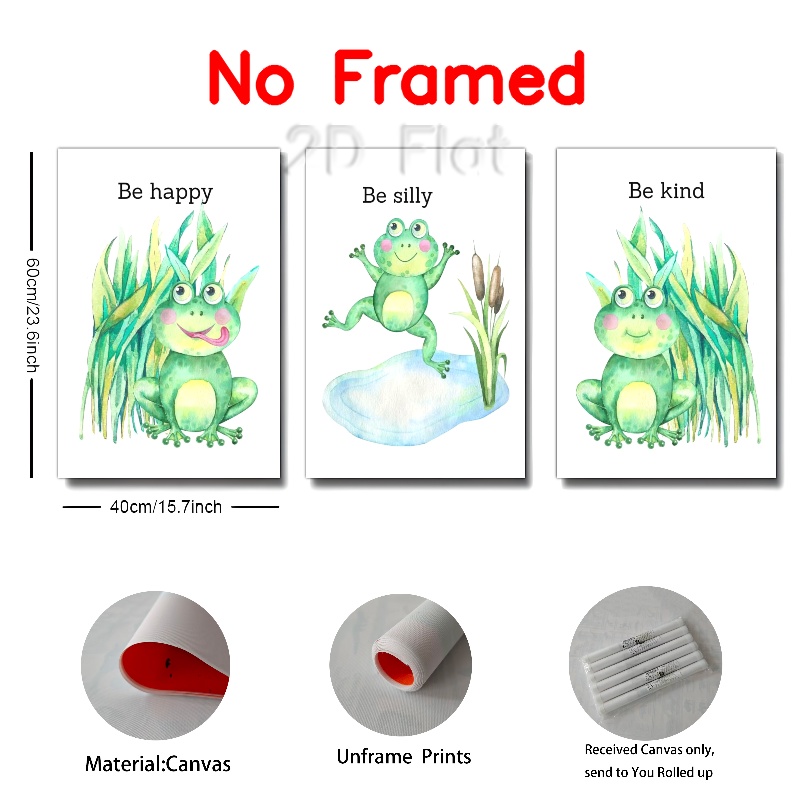 No Framed
2D Flat
Be happy
Be silly
Be kind
60cm/23.6inch
40cm/15.7inch
Material:Canvas
Unframe Prints
Received Canvas only,
send to You Rolled up